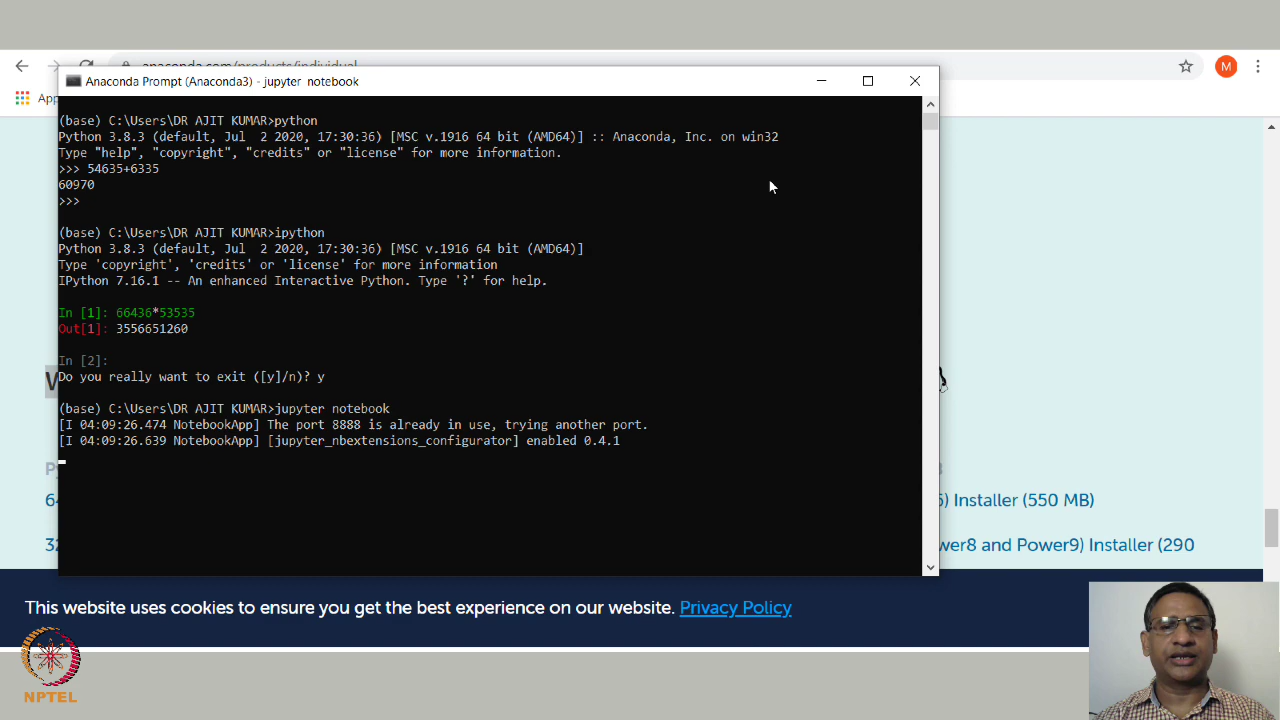 anaconda.com/products/individual
M
App
Anaconda Prompt (Anaconda3) - jupyter notebook
(base) C:\Users\DR AJIT KUMAR>python
Python 3.8.3 (default, Jul  2 2020, 17:30:36) [MSC v.1916 64 bit (AMD64)] :: Anaconda, Inc. on win32
Type "help", "copyright", "credits" or "license" for more information.
>>> 54635+6335
60970
>>>
(base) C:\Users\DR AJIT KUMAR>ipython
Python 3.8.3 (default, Jul  2 2020, 17:30:36) [MSC v.1916 64 bit (AMD64)]
Type 'copyright', 'credits' or 'license' for more information
IPython 7.16.1 -- An enhanced Interactive Python. Type '?' for help.
In [1]: 66436*53535
Out[1]: 3556651260
In [2]:
Do you really want to exit ([y]/n)? y
(base) C:\Users\DR AJIT KUMAR>jupyter notebook
[I 04:09:26.474 NotebookApp] The port 8888 is already in use, trying another port.
[I 04:09:26.639 NotebookApp] [jupyter_nbextensions_configurator] enabled 0.4.1
Installer (550 MB)
and Power9) Installer (290
This website uses cookies to ensure you get the best experience on our website. Privacy Policy
NPTEL